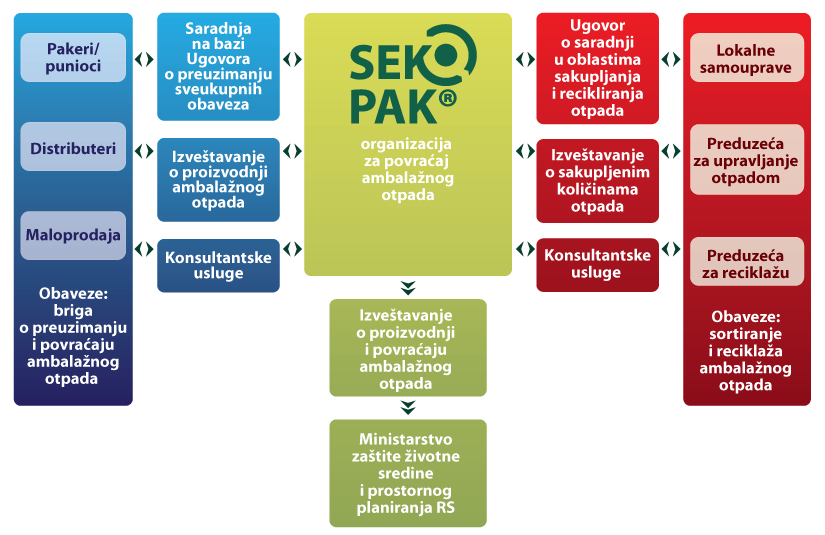 Pakeri/
punioci
Distributeri
Maloprodaja
Obaveze:
briga
o preuzimanju
i povraćaju
ambalažnog
otpada
Saradnja
na bazi
Ugovora
o preuzimanju
sveukupnih
obaveza
Izveštavanje
o proizvodnji
ambalažnog
otpada
Konsultantske
usluge
SEKO
PAK®
organizacija
za povraćaj
ambalažnog
otpada
Izveštavanje
o proizvodnji
i povraćaju
ambalažnog
otpada
Ministarstvo
zaštite životne
sredine
i prostornog
planiranja RS
Ugovor
o saradnji
u oblastima
sakupljanja
i recikliranja
otpada
Izveštavanje
o sakupljenim
količinama
otpada
Konsultantske
usluge
Lokalne
samouprave
Preduzeća
za upravljanje
otpadom
Preduzeća
za reciklažu
Obaveze:
sortiranje
i reciklaža
ambalažnog
otpada